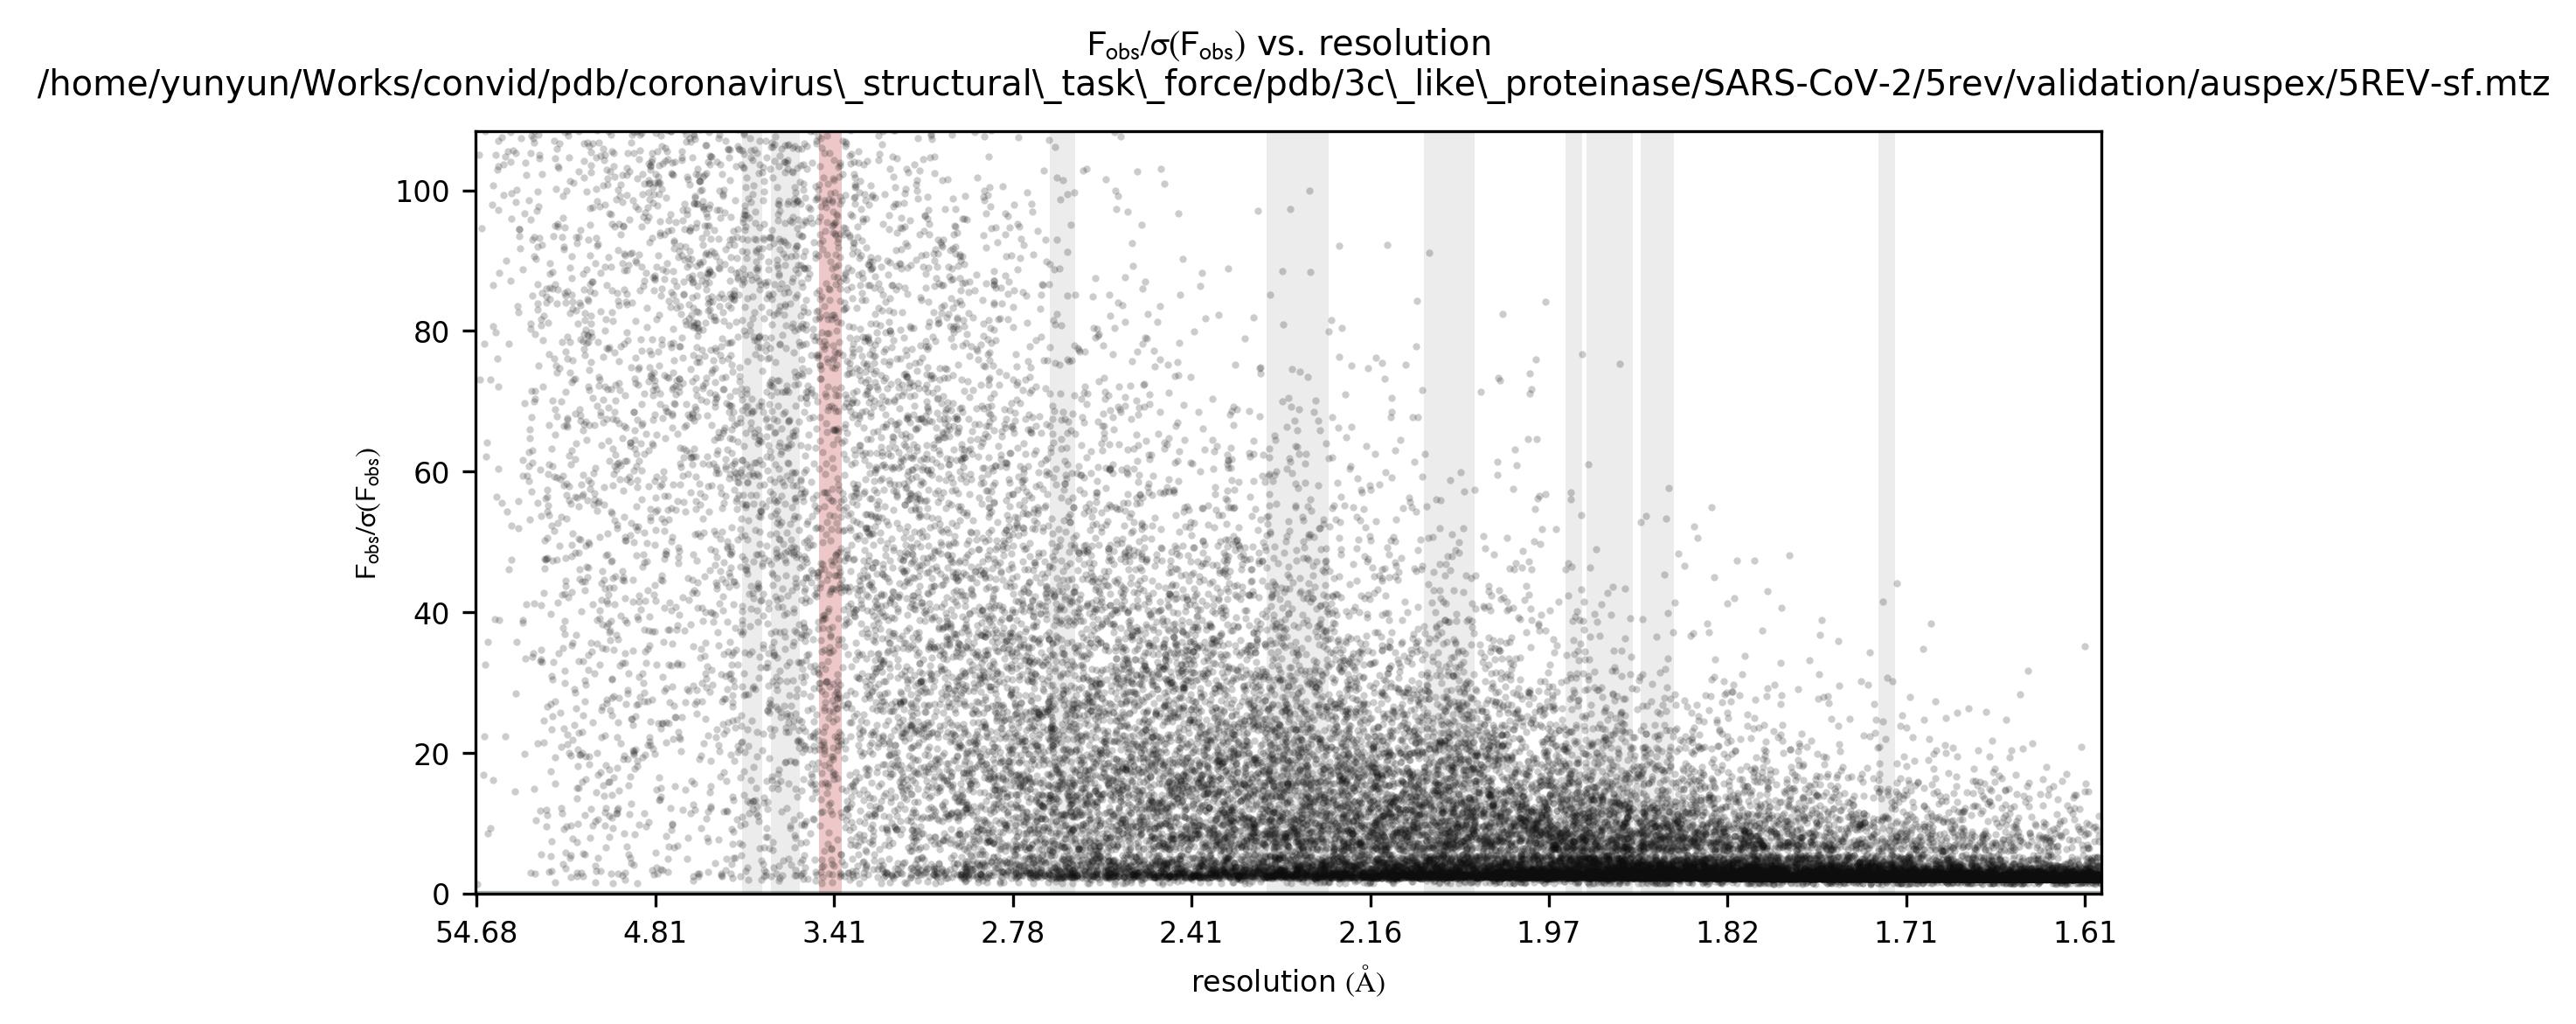 Fobs/σ(Fobs) vs. resolution
/home/yunyun/Works/convid/pdb/coronavirus\_structural\_task\_force/pdb/3c\_like\_proteinase/SARS-CoV-2/5rev/validation/auspex/5REV-sf.mtz
Fobs/σ(Fobs)
100
80
60
40
20
0
54.68 4.81 3.41 2.78 2.41 2.16 1.97 1.82 1.71 1.61
resolution (Å)